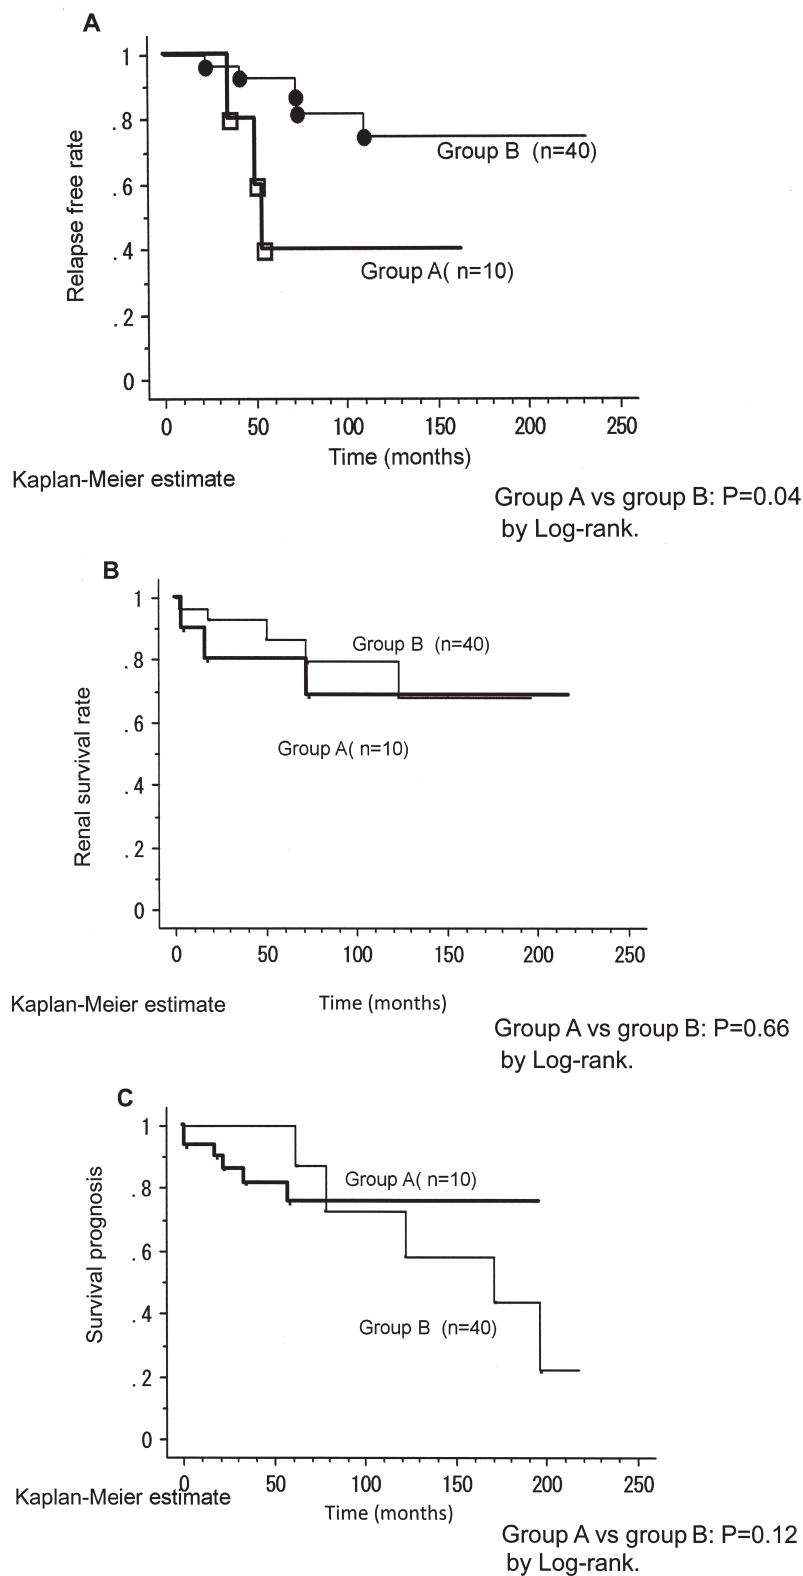 A
Relapse free rate
1
.8
.6
.4
.2
0
Group B (n=40)
Group A( n=10)
0 50 100 150 200 250
Time (months)
Kaplan-Meier estimate
Group A vs group B: P=0.04
by Log-rank.
B
Renal survival rate
1
.8
.6
.4
.2
0
Group B (n=40)
Group A( n=10)
0 50 100 150 200 250
Time (months)
Kaplan-Meier estimate
Group A vs group B: P=0.66
by Log-rank.
C
Survival prognosis
1
.8
.6
.4
.2
0
Group A( n=10)
Group B (n=40)
0 50 100 150 200 250
Kaplan-Meier estimate
Time (months)
Group A vs group B: P=0.12
by Log-rank.